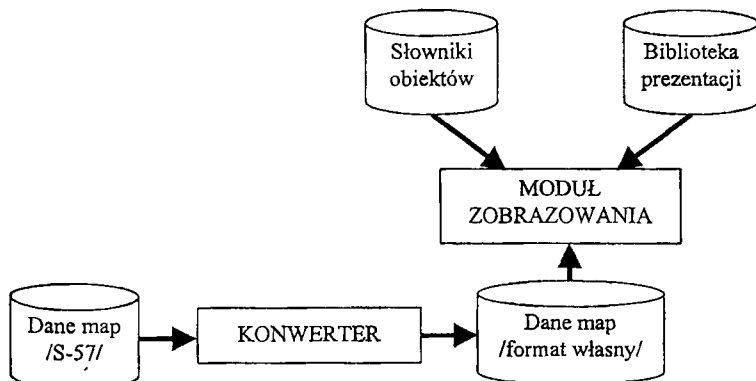 Słowniki
obiektów
Biblioteka
prezentacji
MODUŁ
ZOBRAZOWANIA
Dane map
/S-57/
KONWERTER
Dane map
/format własny/